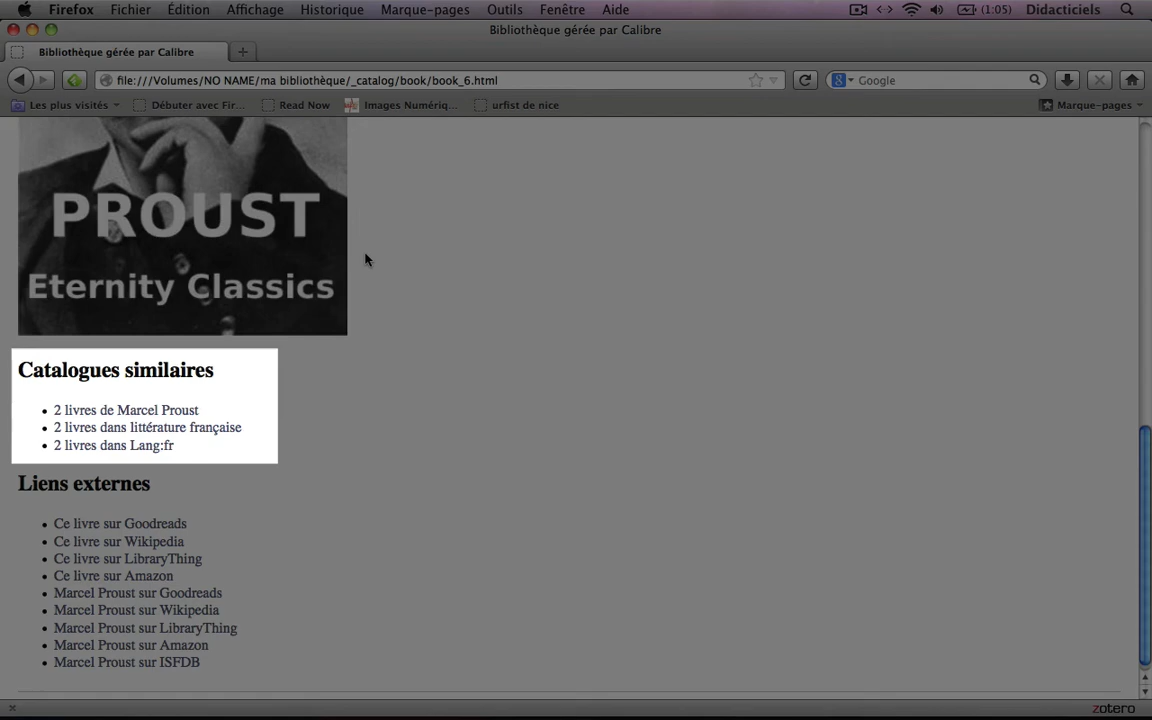 Firefox Fichier Édition Affichage Historique Marque-pages Outils Fenêtre Aide (1:05) Didacticiels
Bibliothèque gérée par Calibre
Bibliothèque gérée par Calibre
file:///Volumes/NO NAME/ma bibliothèque/_catalog/book/book_6.html Google
Les plus visités Débuter avec Fir... Read Now Images Numériq... urfist de nice Marque-pages
PROUST
Eternity Classics
Catalogues similaires
2 livres de Marcel Proust
2 livres dans littérature française
2 livres dans Lang:fr
Liens externes
Ce livre sur Goodreads
Ce livre sur Wikipedia
Ce livre sur LibraryThing
Ce livre sur Amazon
Marcel Proust sur Goodreads
Marcel Proust sur Wikipedia
Marcel Proust sur LibraryThing
Marcel Proust sur Amazon
Marcel Proust sur ISFDB
zotero